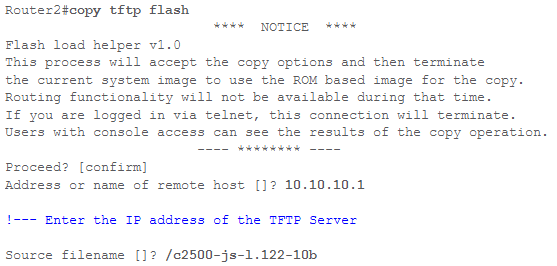 Router2#copy tftp flash
**** NOTICE ****
Flash load helper v1.0
This process will accept the copy options and then terminate
the current system image to use the ROM based image for the copy.
Routing functionality will not be available during that time.
If you are logged in via telnet, this connection will terminate.
Users with console access can see the results of the copy operation.
---- ******** ----
Proceed? [confirm]
Address or name of remote host []? 10.10.10.1
!--- Enter the IP address of the TFTP Server
Source filename []? /c2500-js-l.122-10b